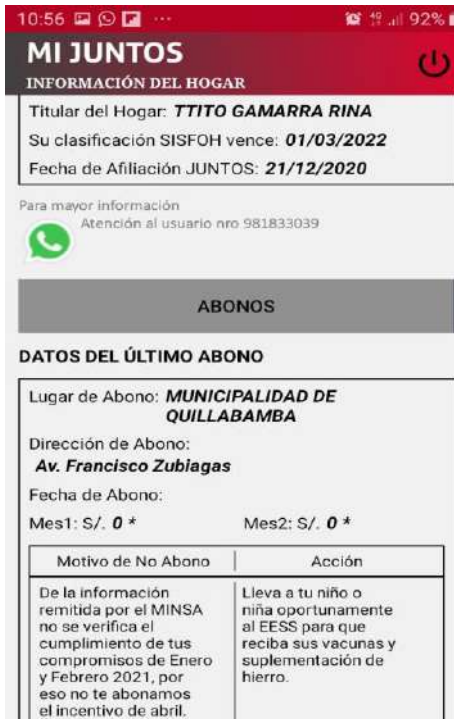 10:56 ... 4G 92%
MI JUNTOS
INFORMACIÓN DEL HOGAR
Titular del Hogar: TTITO GAMARRA RINA
Su clasificación SISFOH vence: 01/03/2022
Fecha de Afiliación JUNTOS: 21/12/2020
Para mayor información
Atención al usuario nro 981833039
ABONOS
DATOS DEL ÚLTIMO ABONO
Lugar de Abono: MUNICIPALIDAD DE
QUILLABAMBA
Dirección de Abono:
Av. Francisco Zubiagas
Fecha de Abono:
Mes1: S/. 0 * Mes2: S/. 0 *
Motivo de No Abono | Acción
De la información
remitida por el MINSA
no se verifica el
cumplimiento de tus
compromisos de Enero
y Febrero 2021, por
eso no te abonamos
el incentivo de abril.
Lleva a tu niño o
niña oportunamente
al EESS para que
reciba sus vacunas y
suplementación de
hierro.